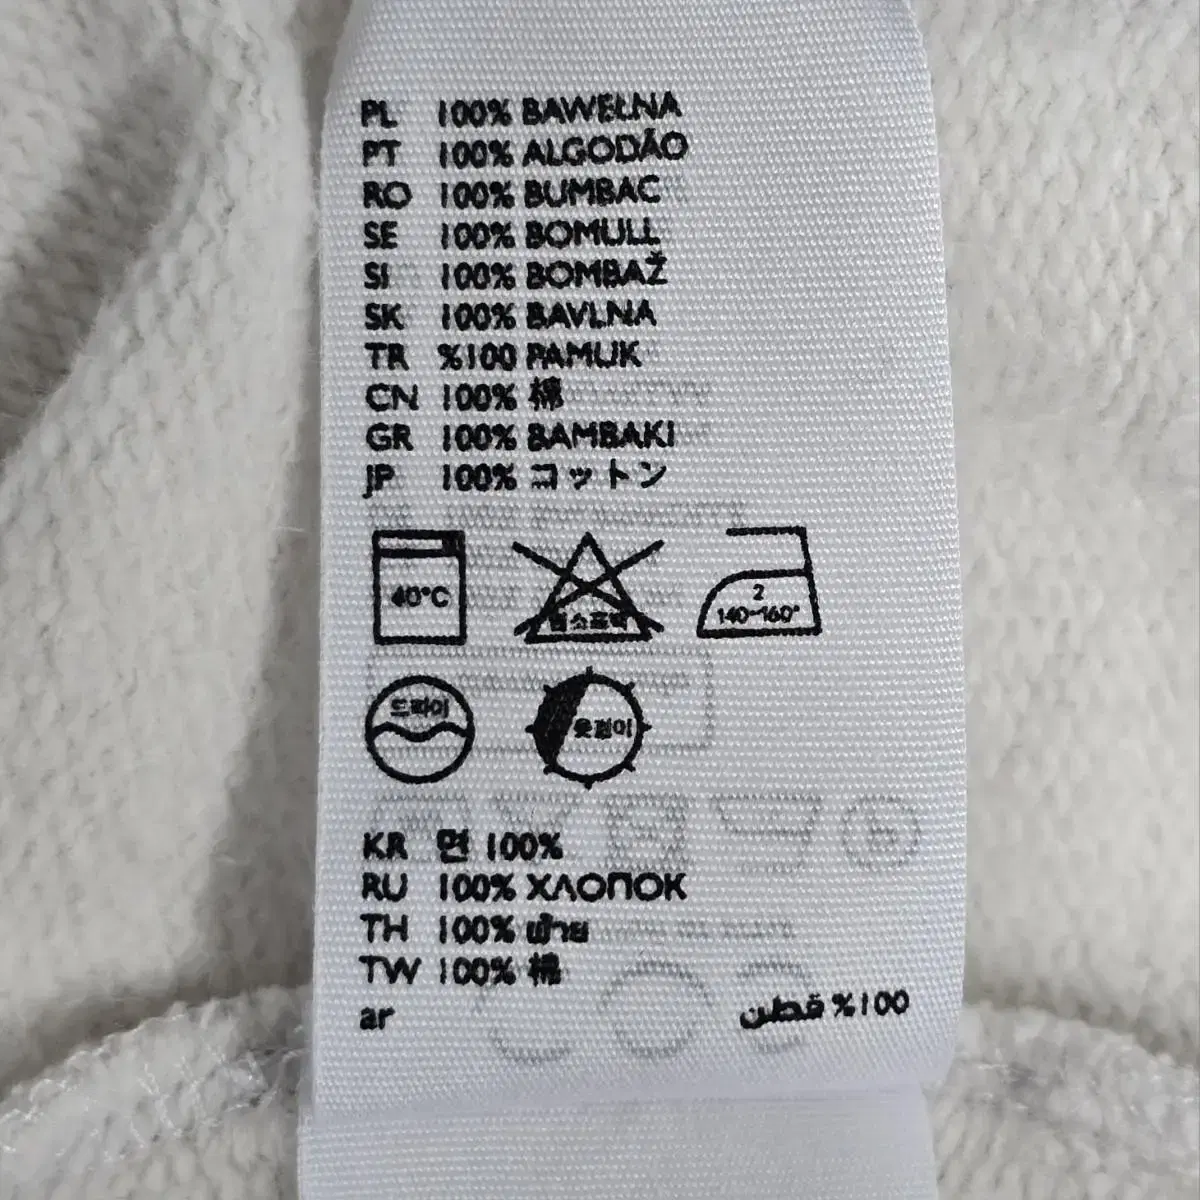 PL 100% BAWEŁNA
PT 100% ALGODÃO
RO 100% BUMBAC
SE 100% BOMULL
SI 100% BOMBAŽ
SK 100% BAVLNA
TR %100 PAMUK
CN 100% 棉
GR 100% BAMBAKI
JP 100% コットン
40°C
염소표백
2
140~160°
드라이
옷걸이
KR 면 100%
RU 100% ХЛОПОК
TH 100% ฝ้าย
TW 100% 棉
ar %100 قطن